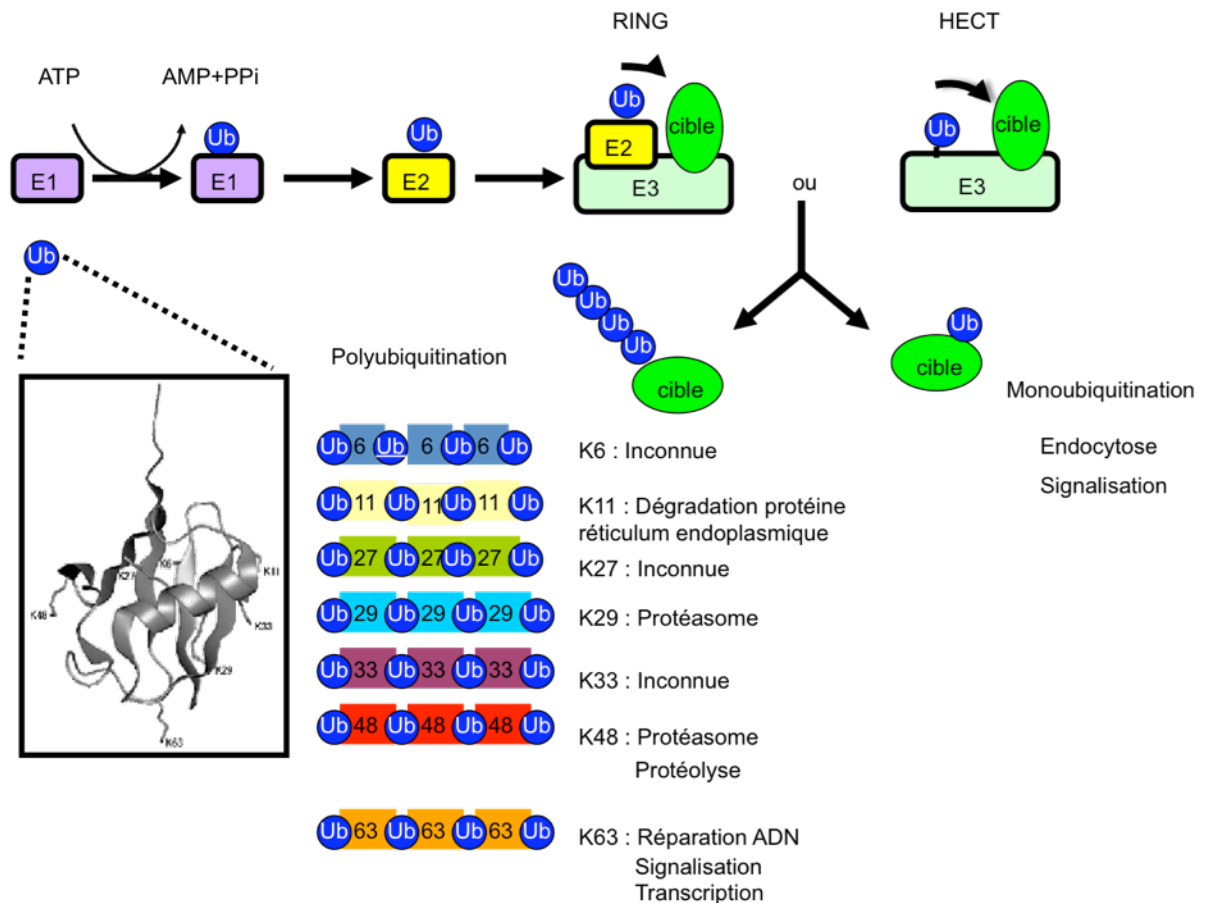 RING
HECT
ATP
AMP+PPi
Ub
Ub
Ub
cible
Ub
cible
E1
E1
E2
E2
E3
E3
ou
Ub
Ub
Ub
Ub
Ub
cible
Ub
cible
Polyubiquitination
Monoubiquitination
Endocytose
Signalisation
K6
K27
K11
K48
K33
K29
K63
Ub 6 Ub 6 Ub 6 Ub
K6 : Inconnue
Ub 11 Ub 11 Ub 11 Ub
K11 : Dégradation protéine
réticulum endoplasmique
Ub 27 Ub 27 Ub 27 Ub
K27 : Inconnue
Ub 29 Ub 29 Ub 29 Ub
K29 : Protéasome
Ub 33 Ub 33 Ub 33 Ub
K33 : Inconnue
Ub 48 Ub 48 Ub 48 Ub
K48 : Protéasome
Protéolyse
Ub 63 Ub 63 Ub 63 Ub
K63 : Réparation ADN
Signalisation
Transcription